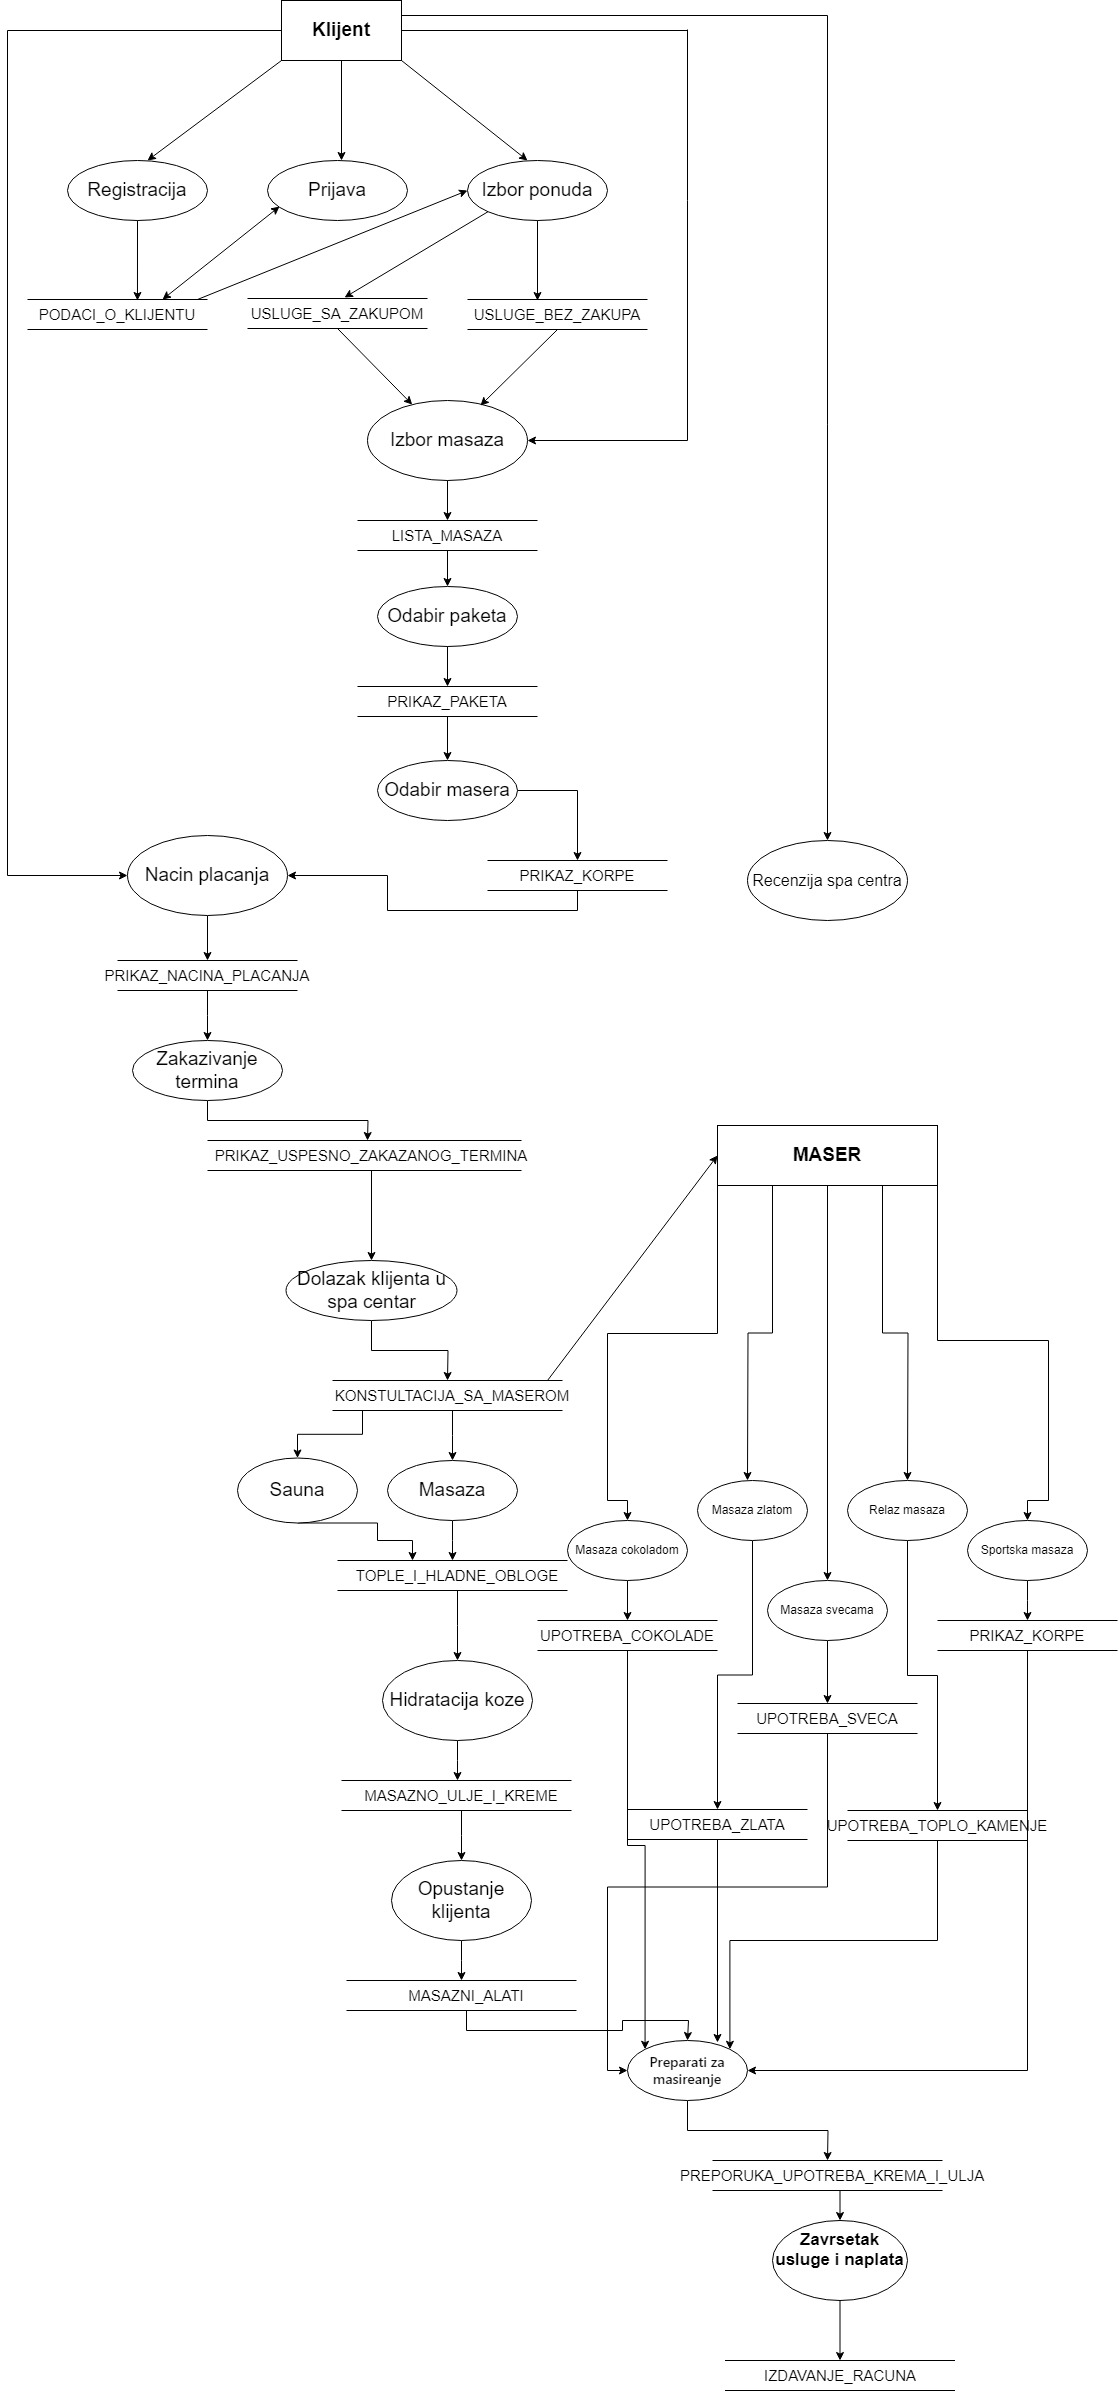 Klijent
Registracija
Prijava
Izbor ponuda
PODACI_O_KLIJENTU
USLUGE_SA_ZAKUPOM
USLUGE_BEZ_ZAKUPA
Izbor masaza
LISTA_MASAZA
Odabir paketa
PRIKAZ_PAKETA
Odabir masera
Nacin placanja
PRIKAZ_KORPE
Recenzija spa centra
PRIKAZ_NACINA_PLACANJA
Zakazivanje
termina
PRIKAZ_USPESNO_ZAKAZANOG_TERMINA
MASER
Dolazak klijenta u
spa centar
KONSTULTACIJA_SA_MASEROM
Sauna
Masaza
Masaza zlatom
Relaz masaza
Masaza cokoladom
Sportska masaza
TOPLE_I_HLADNE_OBLOGE
Masaza svecama
UPOTREBA_COKOLADE
PRIKAZ_KORPE
Hidratacija koze
UPOTREBA_SVECA
MASAZNO_ULJE_I_KREME
UPOTREBA_ZLATA
UPOTREBA_TOPLO_KAMENJE
Opustanje
klijenta
MASAZNI_ALATI
Preparati za
masireanje
PREPORUKA_UPOTREBA_KREMA_I_ULJA
Zavrsetak
usluge i naplata
IZDAVANJE_RACUNA